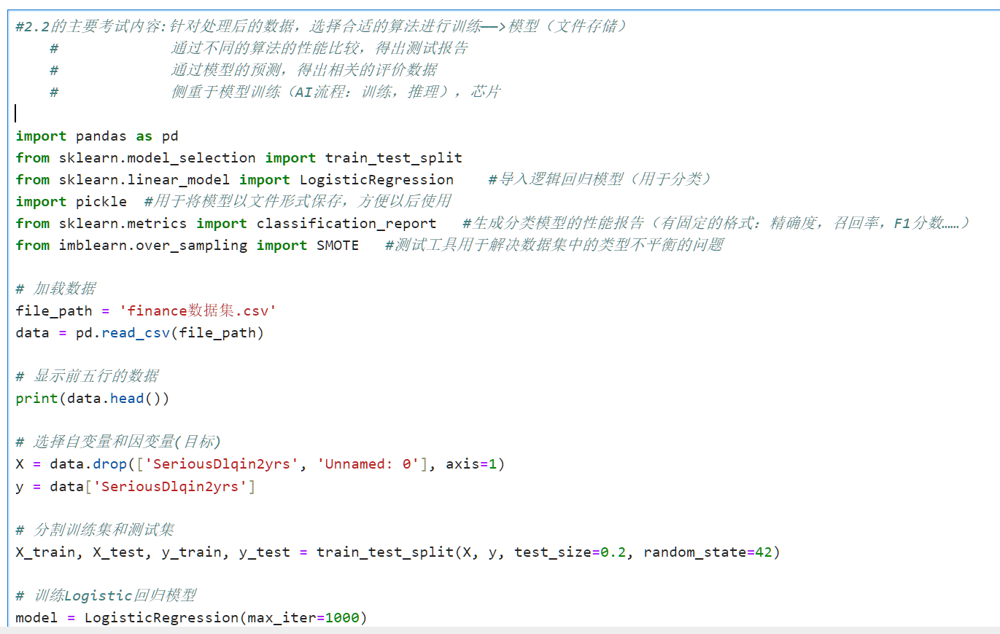 #2.2的主要考试内容:针对处理后的数据，选择合适的算法进行训练——>模型（文件存储）
# 通过不同的算法的性能比较，得出测试报告
# 通过模型的预测，得出相关的评价数据
# 侧重于模型训练（AI流程：训练，推理），芯片
import pandas as pd
from sklearn.model_selection import train_test_split
from sklearn.linear_model import LogisticRegression #导入逻辑回归模型（用于分类）
import pickle #用于将模型以文件形式保存，方便以后使用
from sklearn.metrics import classification_report #生成分类模型的性能报告（有固定的格式：精确度，召回率，F1分数……）
from imblearn.over_sampling import SMOTE #测试工具用于解决数据集中的类型不平衡的问题
# 加载数据
file_path = 'finance数据集.csv'
data = pd.read_csv(file_path)
# 显示前五行的数据
print(data.head())
# 选择自变量和因变量(目标)
X = data.drop(['SeriousDlqin2yrs', 'Unnamed: 0'], axis=1)
y = data['SeriousDlqin2yrs']
# 分割训练集和测试集
X_train, X_test, y_train, y_test = train_test_split(X, y, test_size=0.2, random_state=42)
# 训练Logistic回归模型
model = LogisticRegression(max_iter=1000)